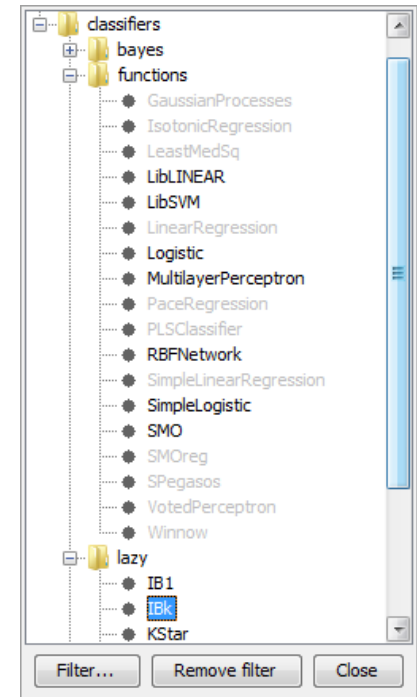 classifiers
bayes
functions
GaussianProcesses
IsotonicRegression
LeastMedSq
LibLINEAR
LibSVM
LinearRegression
Logistic
MultilayerPerceptron
PaceRegression
PLSClassifier
RBFNetwork
SimpleLinearRegression
SimpleLogistic
SMO
SMOreg
SPegasos
VotedPerceptron
Winnow
lazy
IB1
IBk
KStar
Filter... Remove filter Close